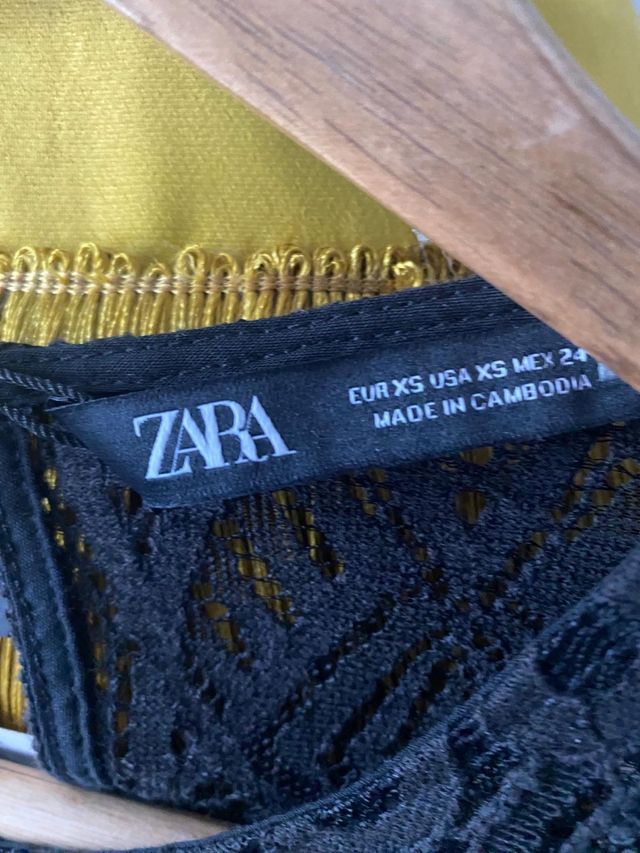 ZARA
EUR XS USA XS MEX 24
MADE IN CAMBODIA